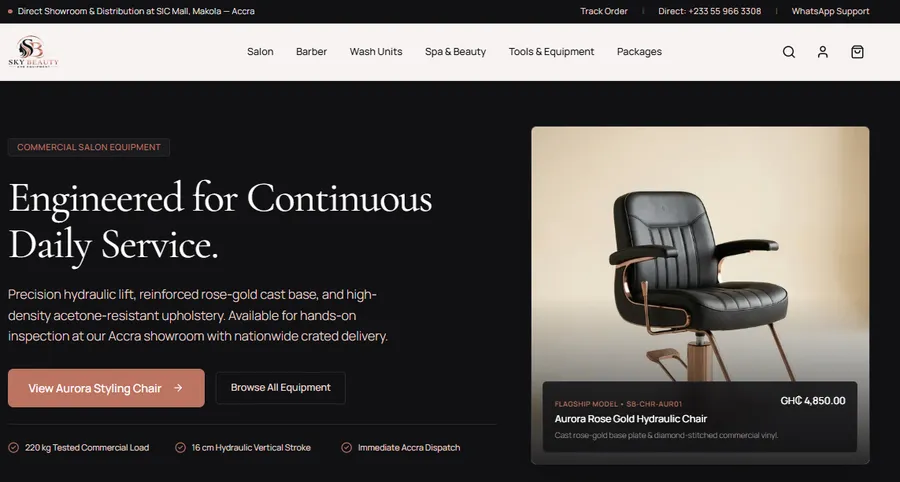 Direct Showroom & Distribution at SIC Mall, Makola — Accra
Track Order | Direct: +233 55 966 3308 | WhatsApp Support
SB
SKY BEAUTY
Salon Barber Wash Units Spa & Beauty Tools & Equipment Packages
COMMERCIAL SALON EQUIPMENT
Engineered for Continuous
Daily Service.
Precision hydraulic lift, reinforced rose-gold cast base, and high-
density acetone-resistant upholstery. Available for hands-on
inspection at our Accra showroom with nationwide crated delivery.
View Aurora Styling Chair →
Browse All Equipment
220 kg Tested Commercial Load
16 cm Hydraulic Vertical Stroke
Immediate Accra Dispatch
FLAGSHIP MODEL • SB-CHR-AUR01
GH₵ 4,850.00
Aurora Rose Gold Hydraulic Chair
Cast rose-gold base plate & diamond-stitched commercial vinyl.